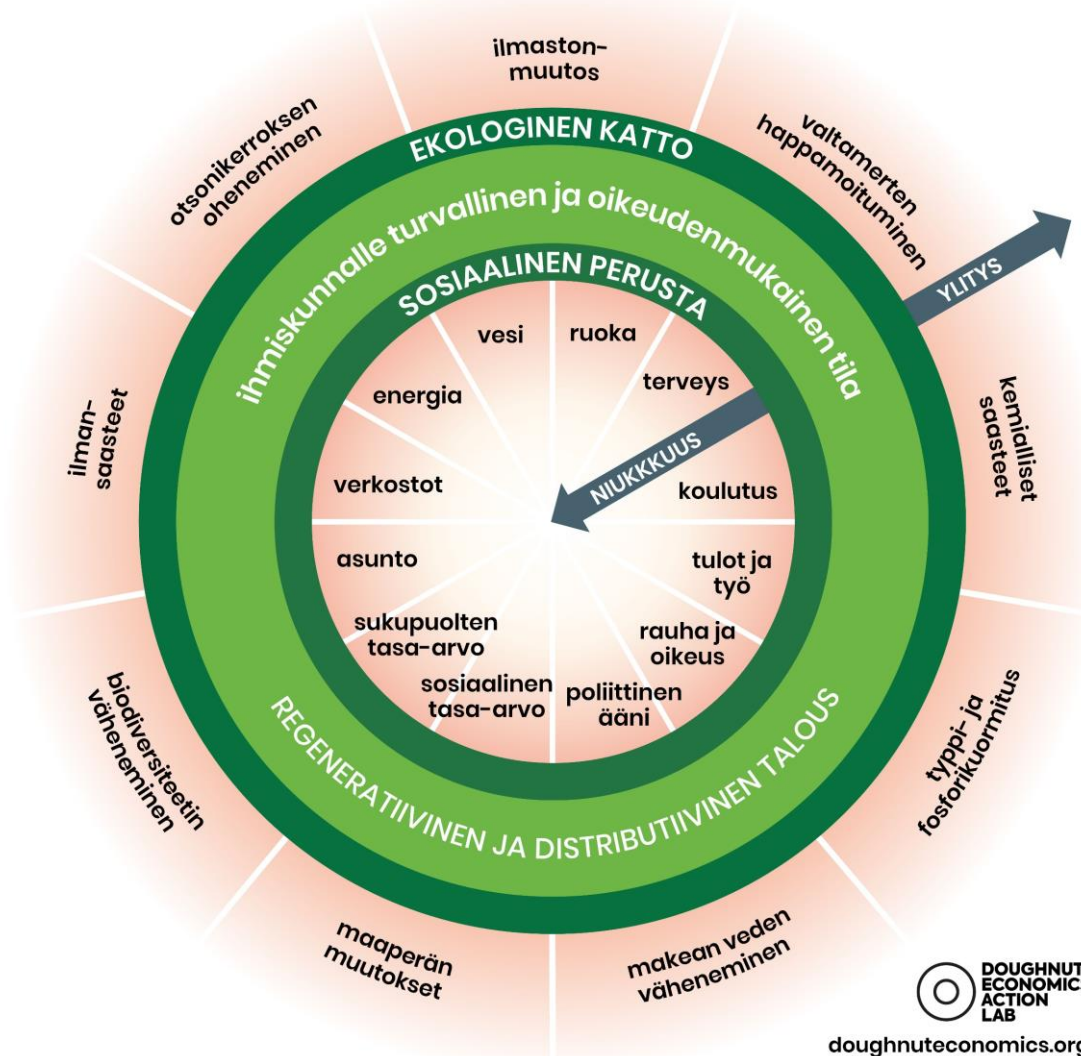 ilmaston-
muutos
valtamerten
happamoituminen
YLITYS
kemialliset
saasteet
typpi- ja
fosforikuormitus
makean veden
väheneminen
maaperän
muutokset
biodiversiteetin
väheneminen
ilman-
saasteet
otsonikerroksen
oheneminen
EKOLOGINEN KATTO
ihmiskunnalle turvallinen ja oikeudenmukainen tila
SOSIAALINEN PERUSTA
vesi
ruoka
energia
terveys
NIUKKKUUS
verkostot
koulutus
asunto
tulot ja
työ
sukupuolten
tasa-arvo
rauha ja
oikeus
sosiaalinen
tasa-arvo
poliittinen
ääni
REGENERATIIVINEN JA DISTRIBUTIIVINEN TALOUS
DOUGHNUT
ECONOMICS
ACTION
LAB
doughnuteconomics.org